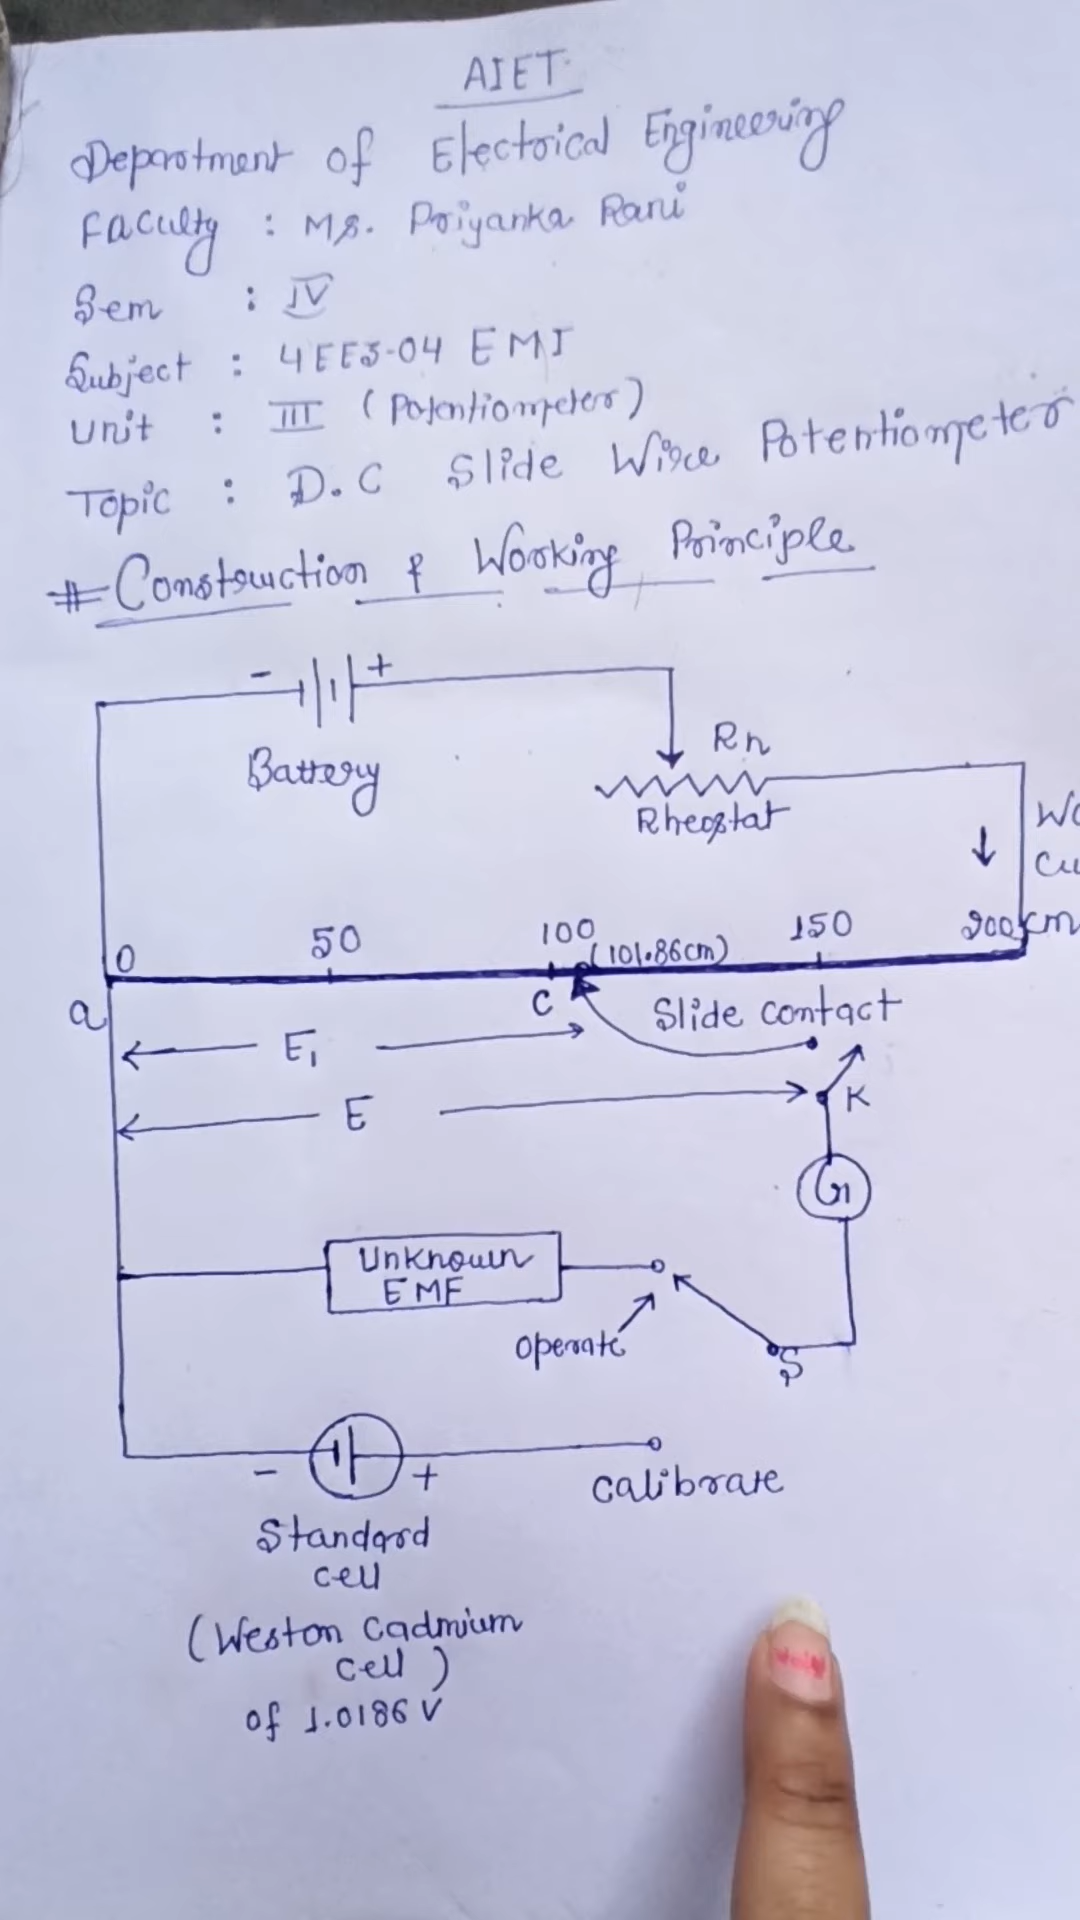 AIET
Department of Electrical Engineering
Faculty : Ms. Priyanka Rani
Sem : IV
Subject : 4EE3-04 EMI
Unit : III (Potentiometer)
Topic : D.C Slide Wire Potentiometer
# Construction & Working Principle
- +
Battery
Rh
Rheostat
0 50 100 150 200 cm
(101.86cm)
a
C
Slide contact
E₁
E
K
G
Unknown
EMF
operate
S
- +
calibrate
Standard
cell
(Weston Cadmium
cell)
of 1.0186 V